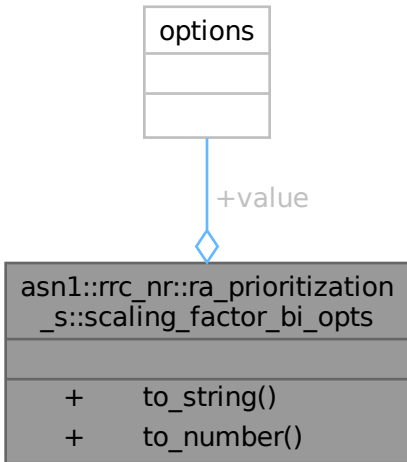 options
+value
asn1::rrc_nr::ra_prioritization
_s::scaling_factor_bi_opts
+ to_string()
+ to_number()